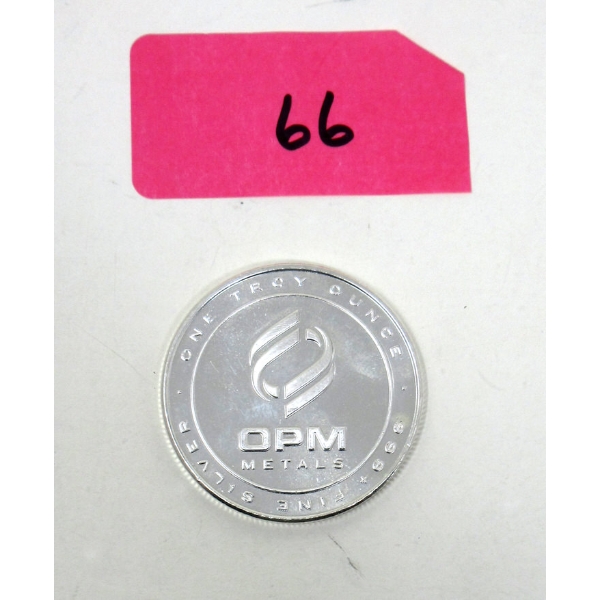 66
ONE TROY OUNCE · 999+ FINE SILVER ·
OPM
METALS